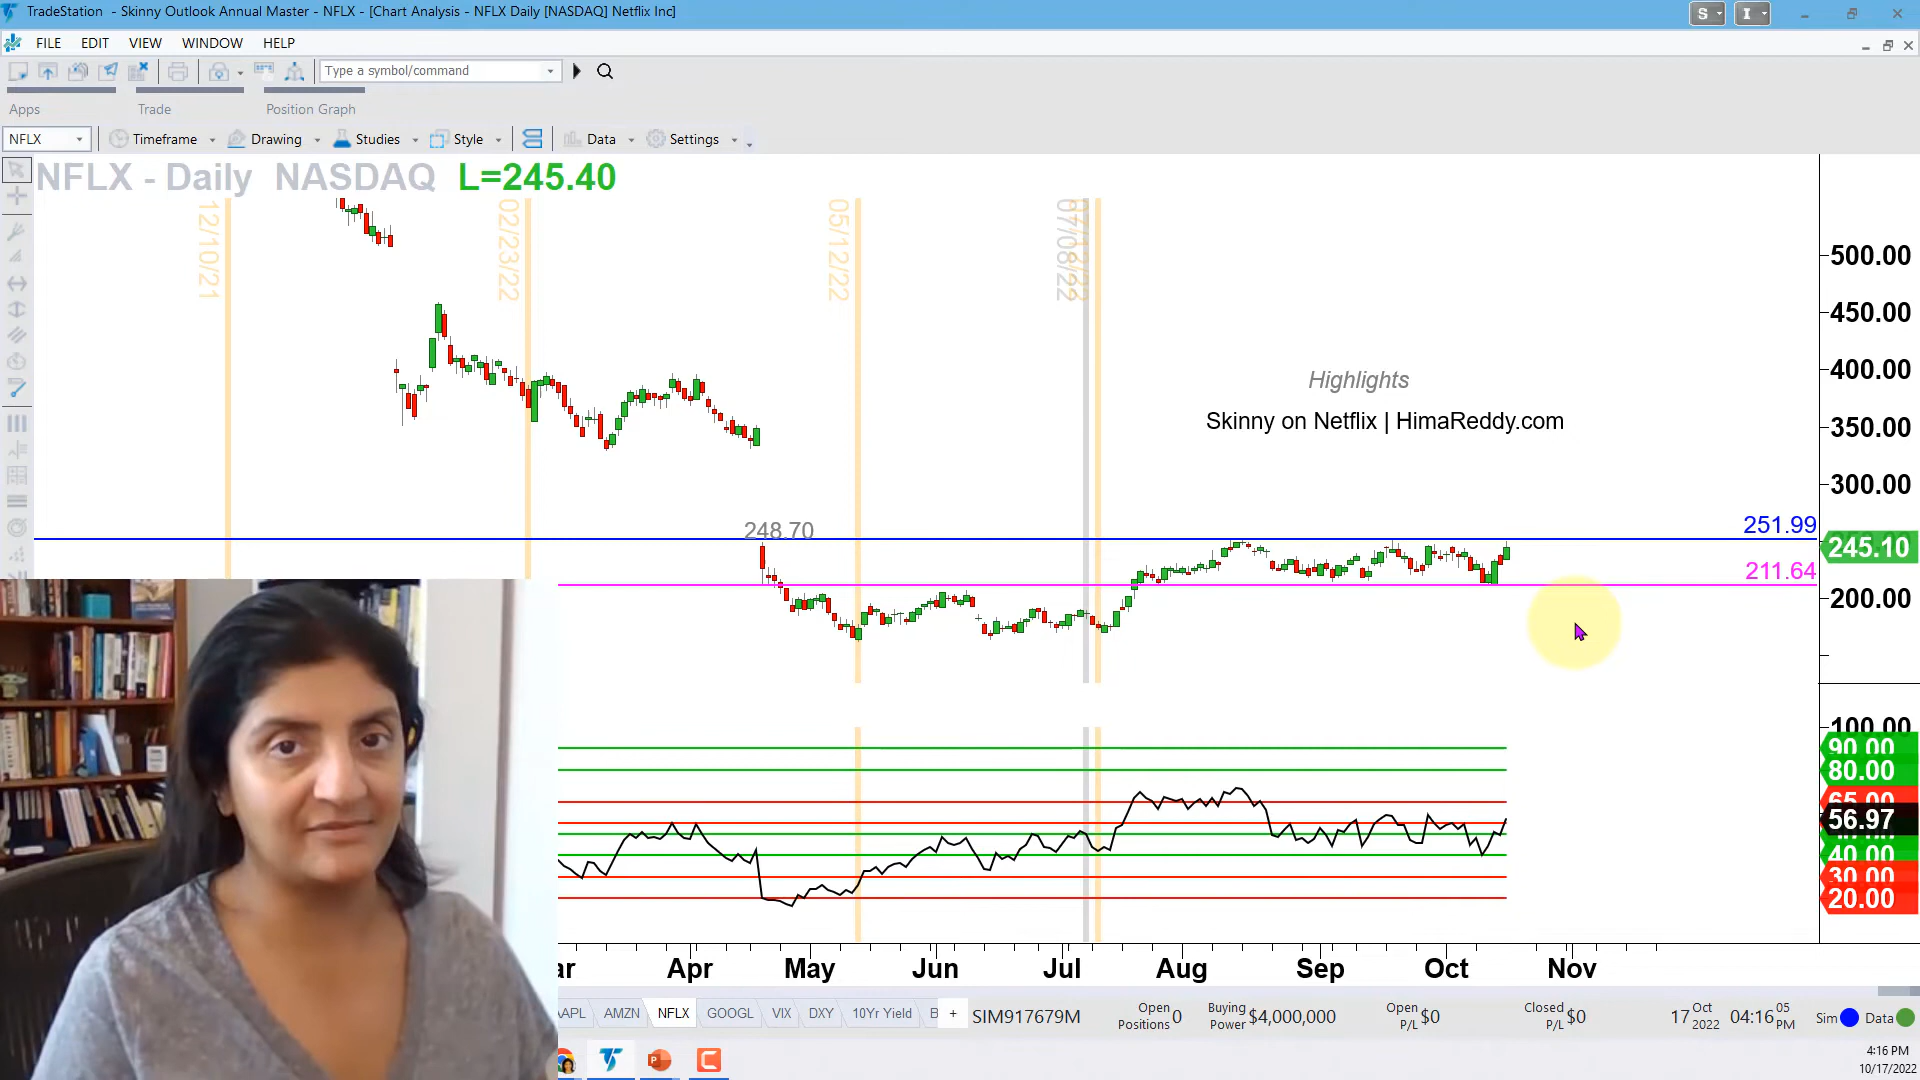 TradeStation - Skinny Outlook Annual Master - NFLX - [Chart Analysis - NFLX Daily [NASDAQ] Netflix Inc]
S
I
FILE EDIT VIEW WINDOW HELP
Type a symbol/command
Apps Trade Position Graph
NFLX Timeframe Drawing Studies Style Data Settings
NFLX - Daily NASDAQ L=245.40
12/10/21
02/23/22
05/12/22
07/08/22
500.00
450.00
400.00
350.00
300.00
Highlights
Skinny on Netflix | HimaReddy.com
248.70
251.99
245.10
211.64
200.00
100.00
90.00
80.00
65.00
56.97
40.00
30.00
20.00
ar Apr May Jun Jul Aug Sep Oct Nov
AAPL AMZN NFLX GOOGL VIX DXY 10Yr Yield B + SIM917679M
Open Positions 0
Buying Power $4,000,000
Open P/L $0
Closed P/L $0
17 Oct 2022 04:16 05 PM
Sim Data
4:16 PM
10/17/2022